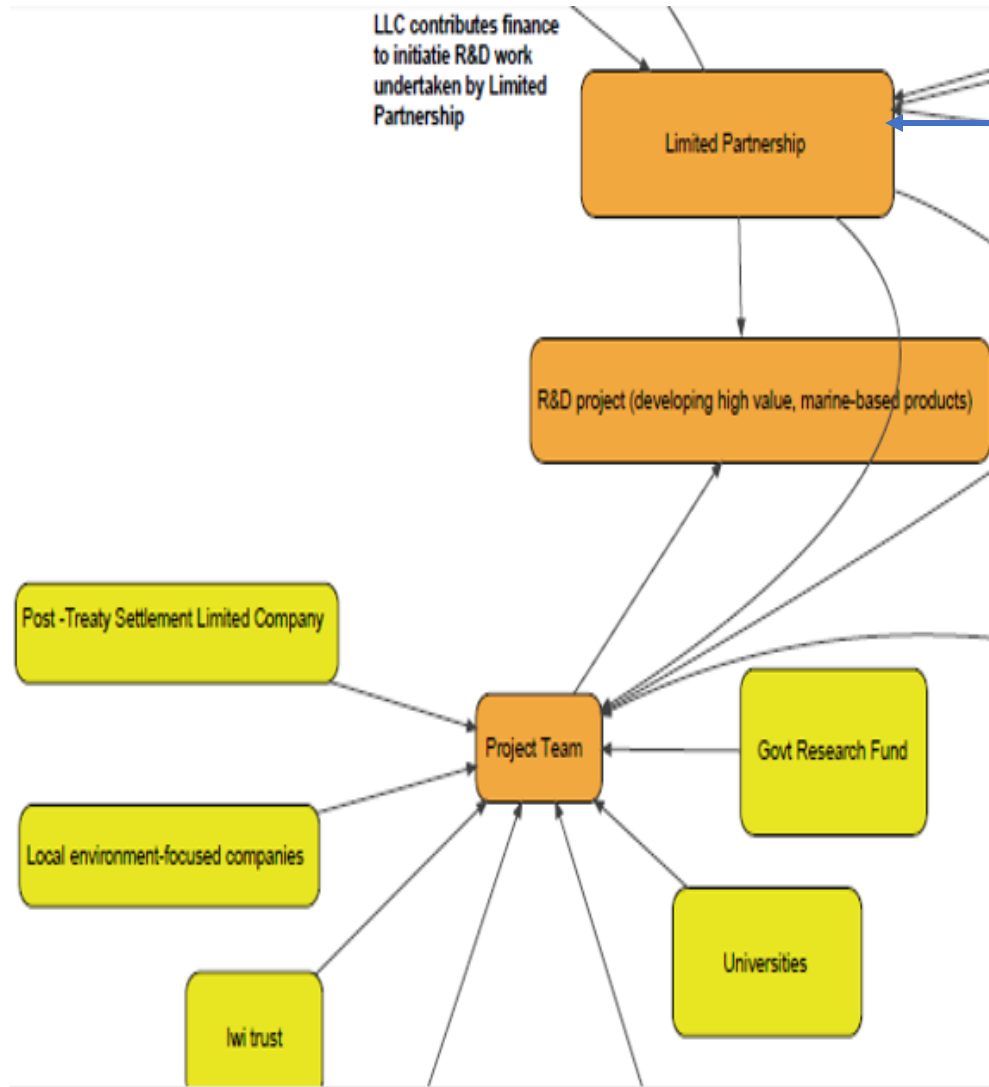 LLC contributes finance
to initiatie R&D work
undertaken by Limited
Partnership
Limited Partnership
R&D project (developing high value, marine-based products)
Post -Treaty Settlement Limited Company
Project Team
Govt Research Fund
Local environment-focused companies
Universities
Iwi trust